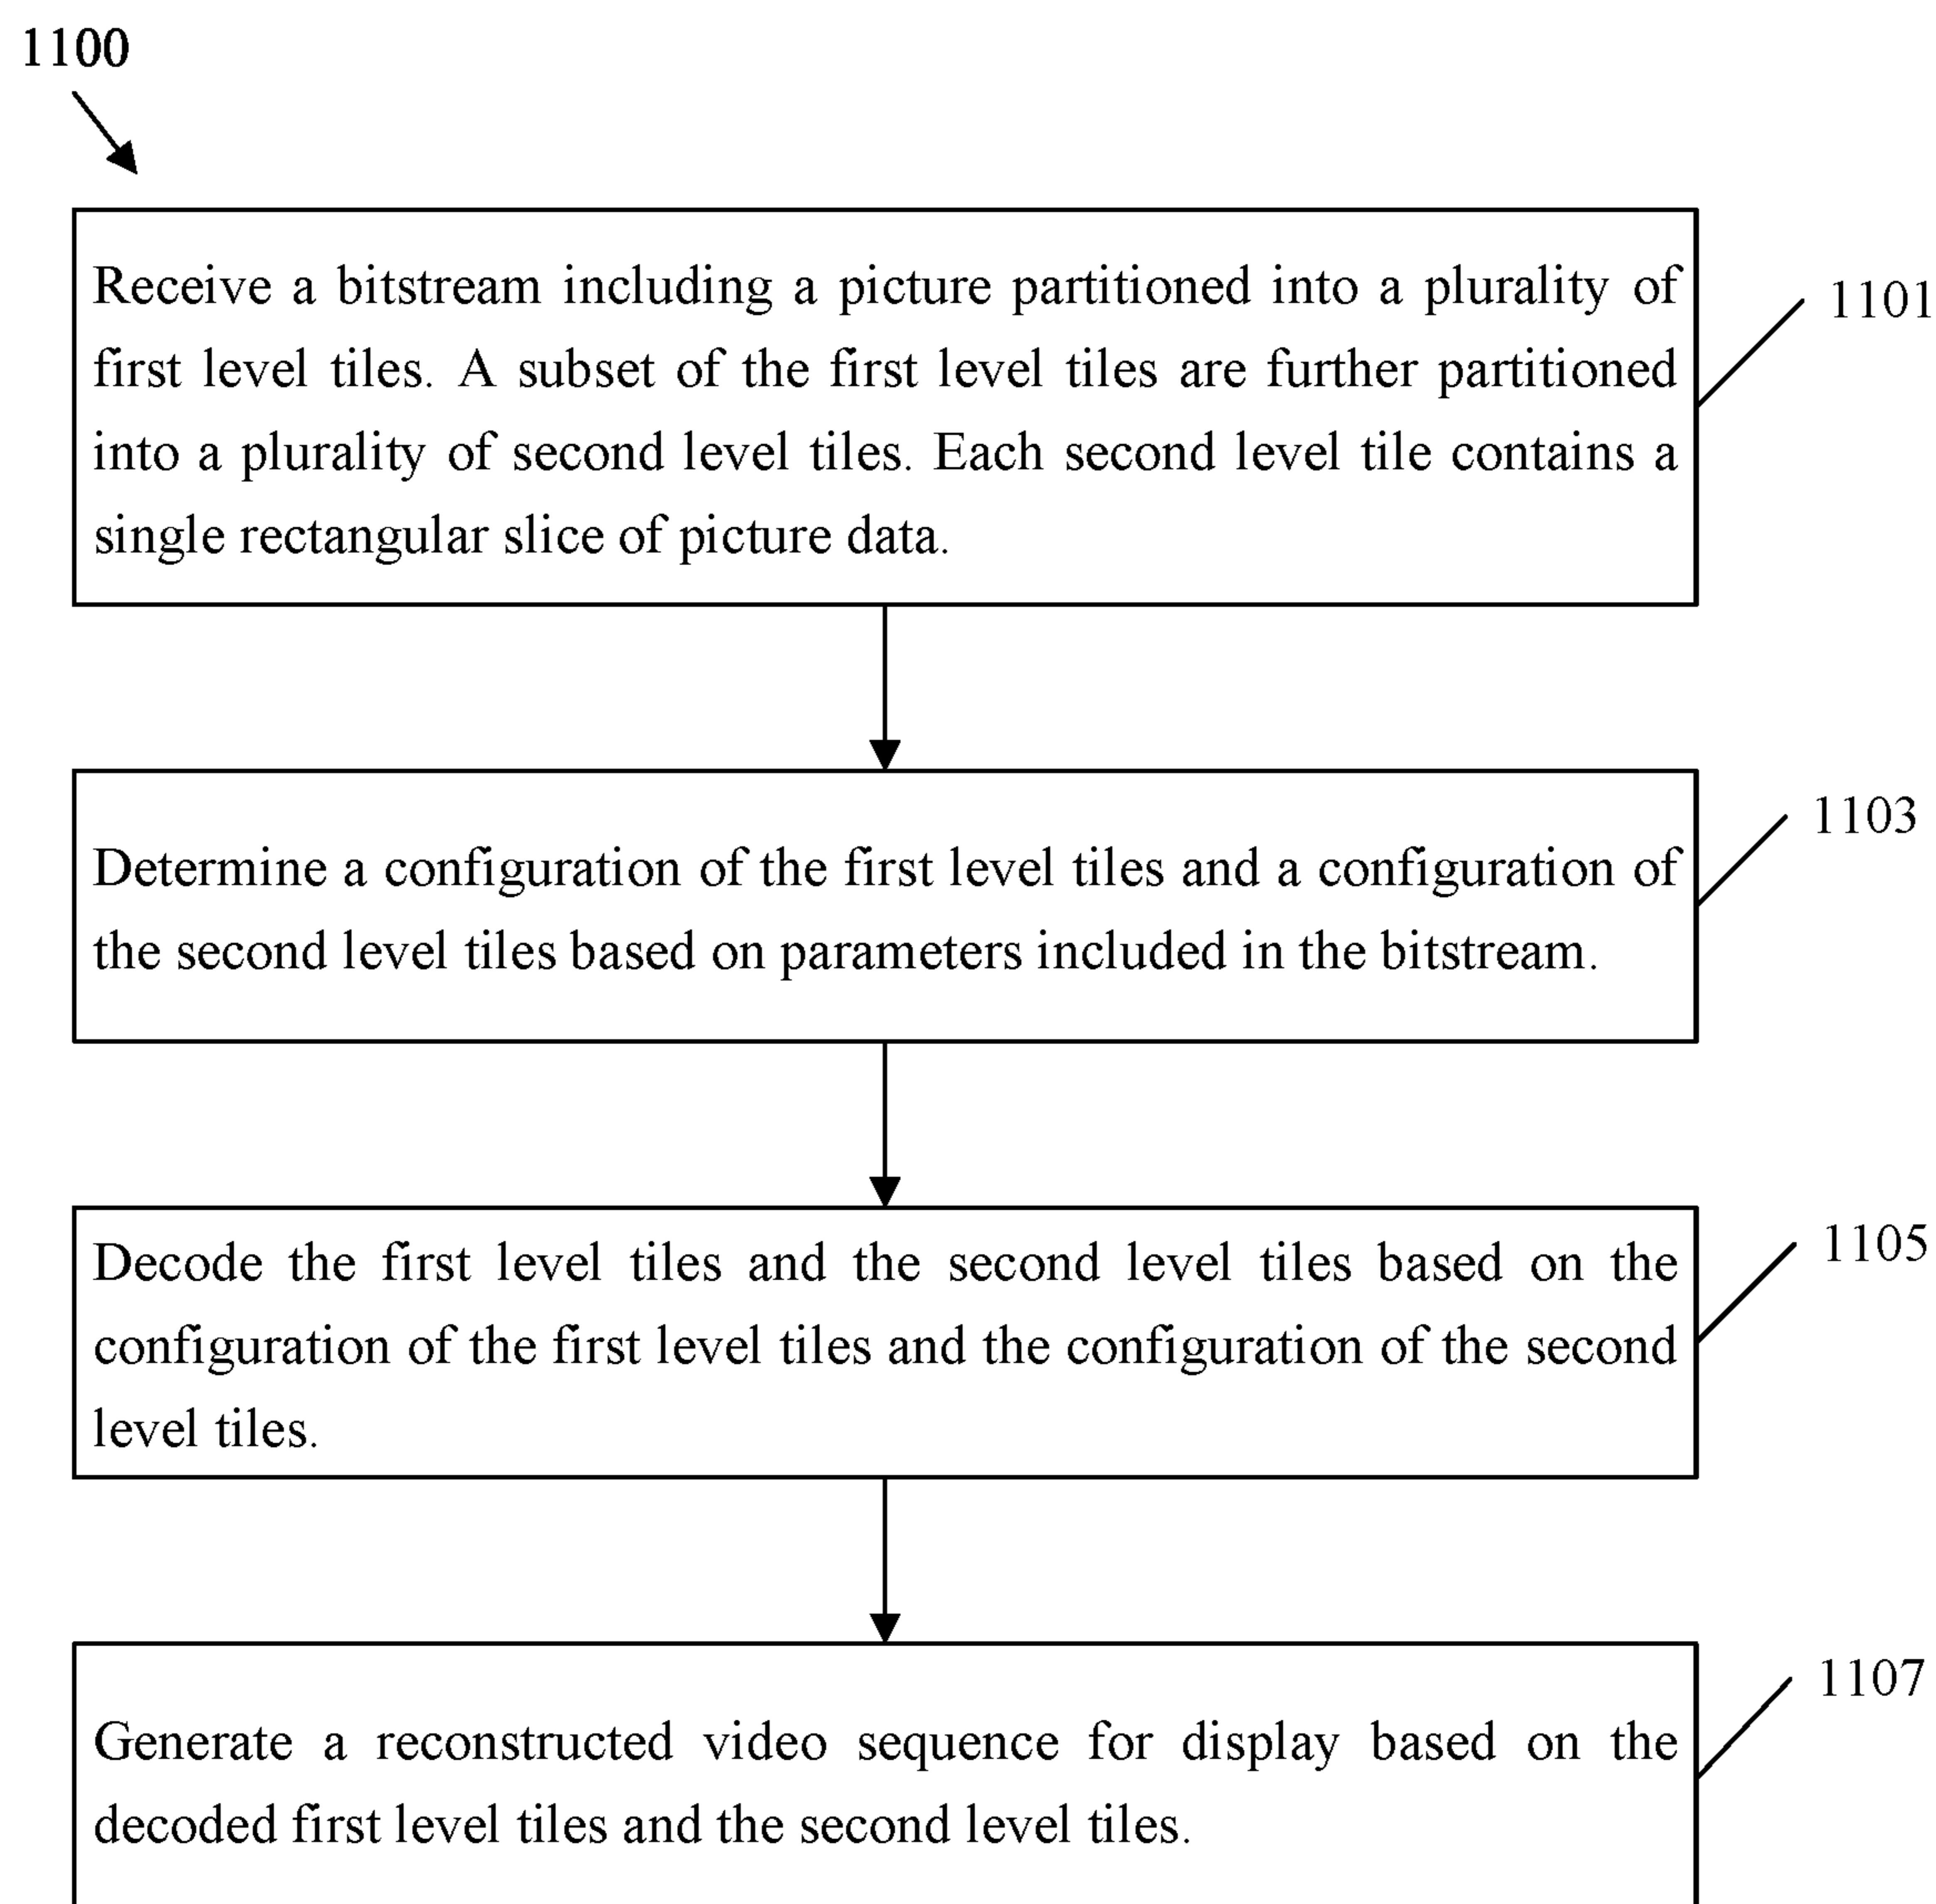 1100
Receive a bitstream including a picture partitioned into a plurality of
first level tiles. A subset of the first level tiles are further partitioned
into a plurality of second level tiles. Each second level tile contains a
single rectangular slice of picture data.
1101
Determine a configuration of the first level tiles and a configuration of
the second level tiles based on parameters included in the bitstream.
1103
Decode the first level tiles and the second level tiles based on the
configuration of the first level tiles and the configuration of the second
level tiles.
1105
Generate a reconstructed video sequence for display based on the
decoded first level tiles and the second level tiles.
1107